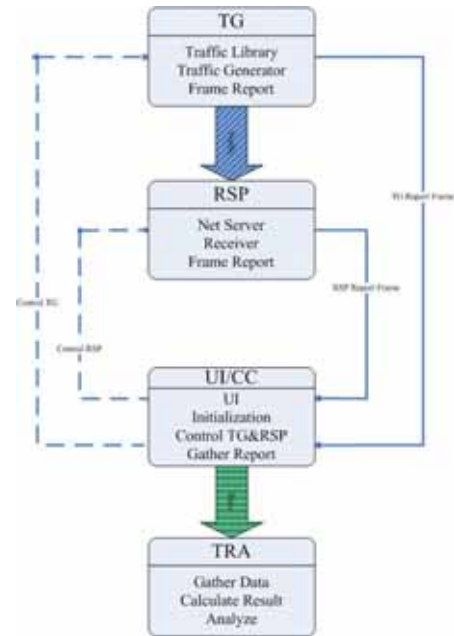 TG
Traffic Library
Traffic Generator
Frame Report
RSP
Net Server
Receiver
Frame Report
TG Report Frame
RSP Report Frame
Control TG
Control RSP
UI/CC
UI
Initialization
Control TG&RSP
Gather Report
TRA
Gather Data
Calculate Result
Analyze